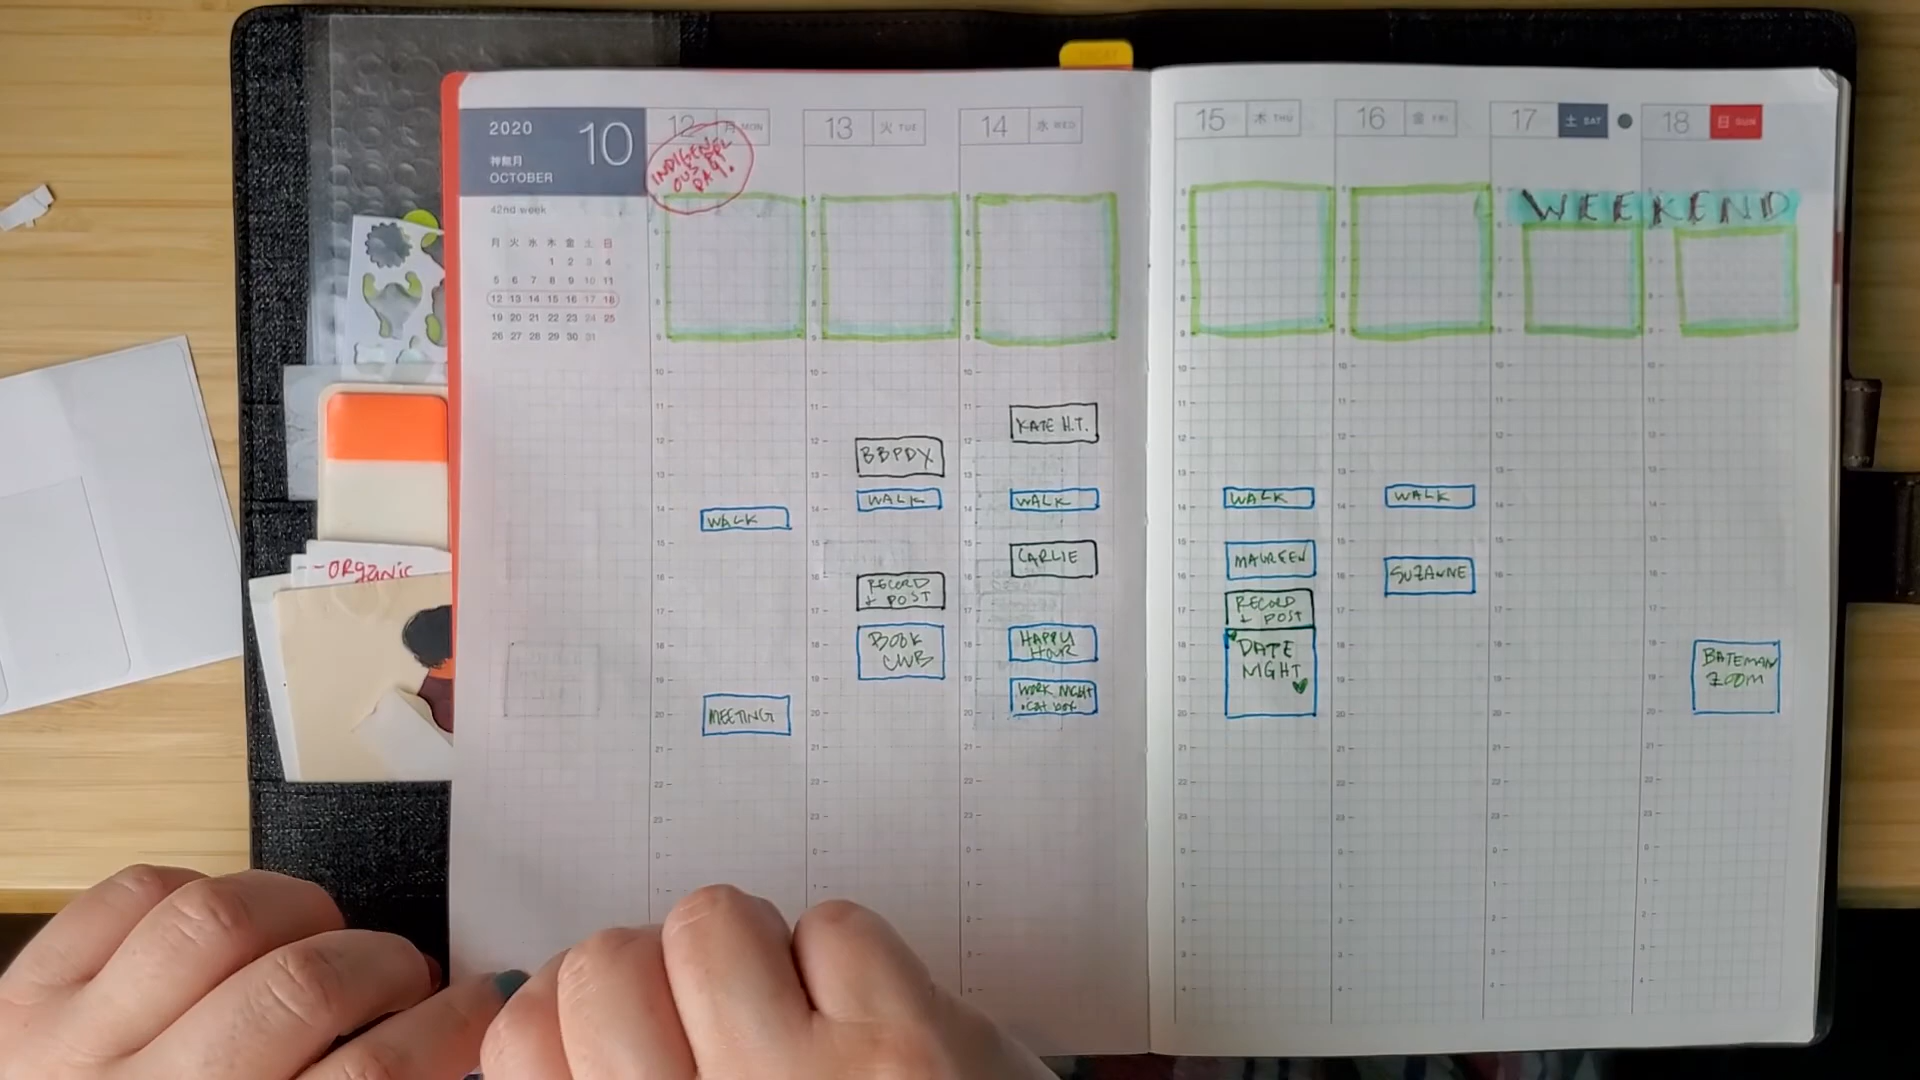 2020
10
神無月
OCTOBER
42nd week
月 火 水 木 金 土 日
1 2 3 4
5 6 7 8 9 10 11
12 13 14 15 16 17 18
19 20 21 22 23 24 25
26 27 28 29 30 31
12 月 MON
INDIGEN-
OUS PPL
DAY.
13 火 TUE
14 水 WED
15 木 THU
16 金 FRI
17 土 SAT
18 日 SUN
WEEKEND
WALK
MEETING
BBPDX
WALK
RECORD
+ POST
BOOK
CLUB
KATE H.T.
WALK
CARLIE
HAPPY
HOUR
WORK NIGHT
• cat box
WALK
MAUREEN
RECORD
+ POST
DATE
NIGHT
WALK
SUZANNE
BATEMAN
ZOOM
- -organic